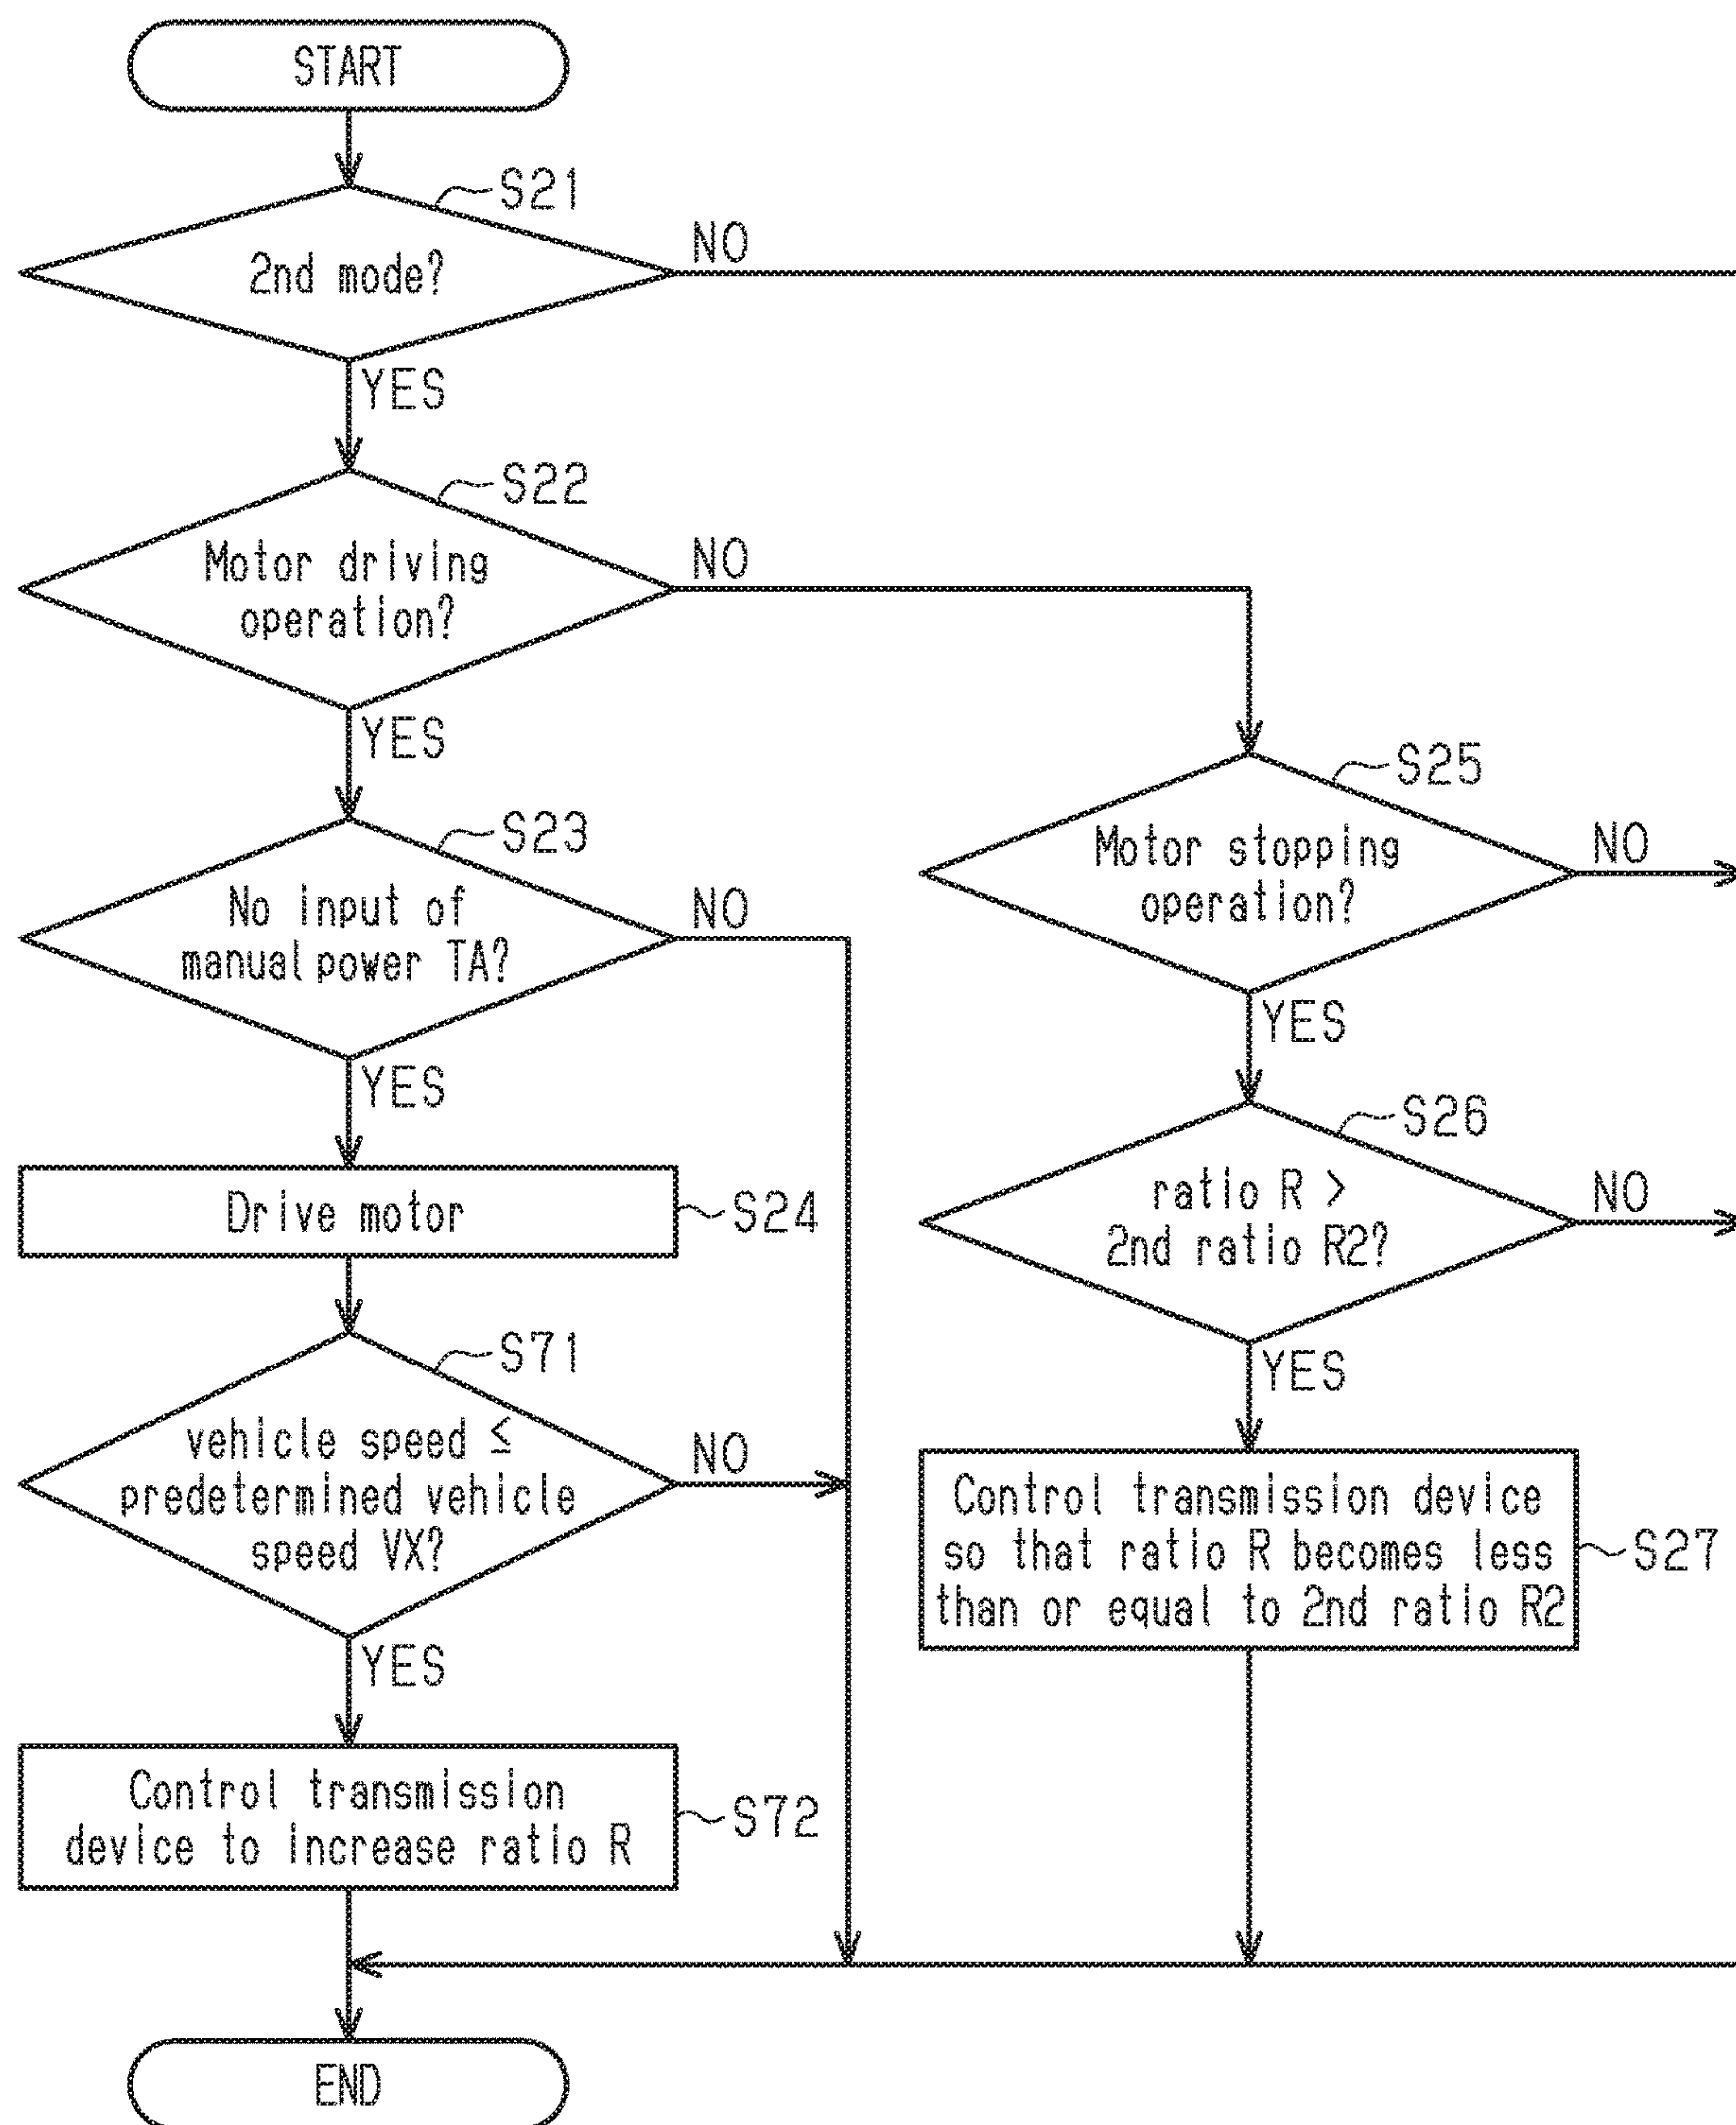 START
S21
2nd mode?
NO
YES
S22
Motor driving
operation?
NO
YES
S23
No input of
manual power TA?
NO
YES
Drive motor
S24
S71
vehicle speed ≤
predetermined vehicle
speed VX?
NO
YES
Control transmission
device to increase ratio R
S72
S25
Motor stopping
operation?
NO
YES
S26
ratio R >
2nd ratio R2?
NO
YES
Control transmission device
so that ratio R becomes less
than or equal to 2nd ratio R2
S27
END